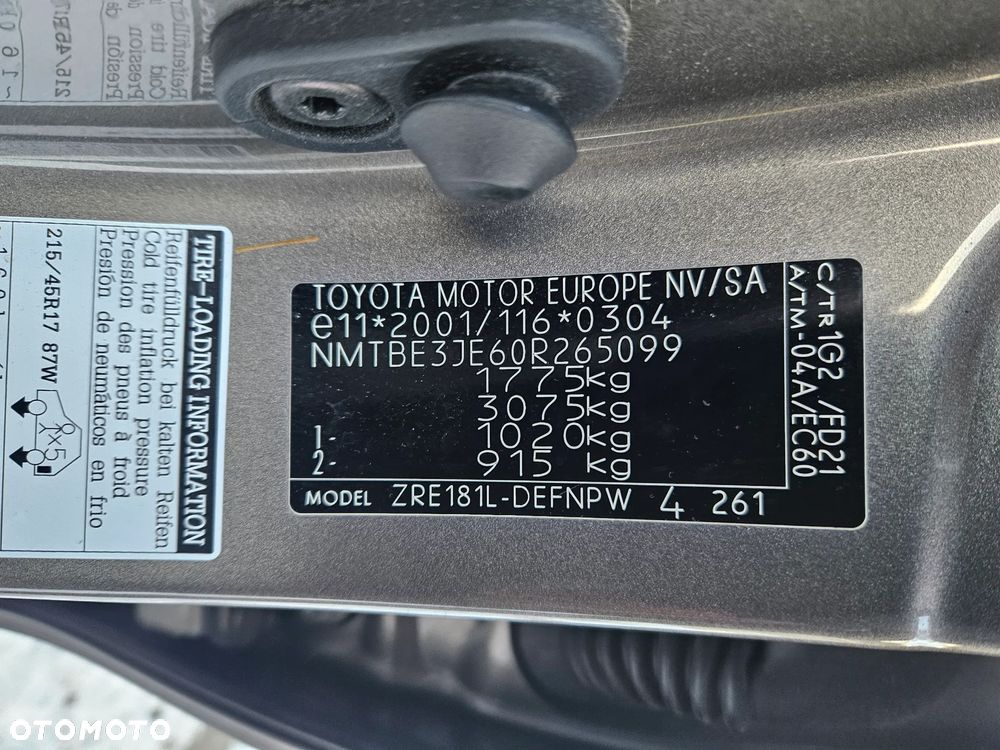 TOYOTA MOTOR EUROPE NV/SA
e11*2001/116*0304
NMTBE3JE60R265099
1775kg
3075kg
1- 1020kg
2- 915 kg
MODEL ZRE181L-DEFNPW 4 261
C/TR 1G2 /FD21
A/TM-04A/EC60
TIRE-LOADING INFORMATION
Reifenfülldruck bei kalten Reifen
Cold tire inflation pressure
Pression des pneus à froid
Presión de neumáticos en frio
215/45R17 87W
×5
OTOMOTO